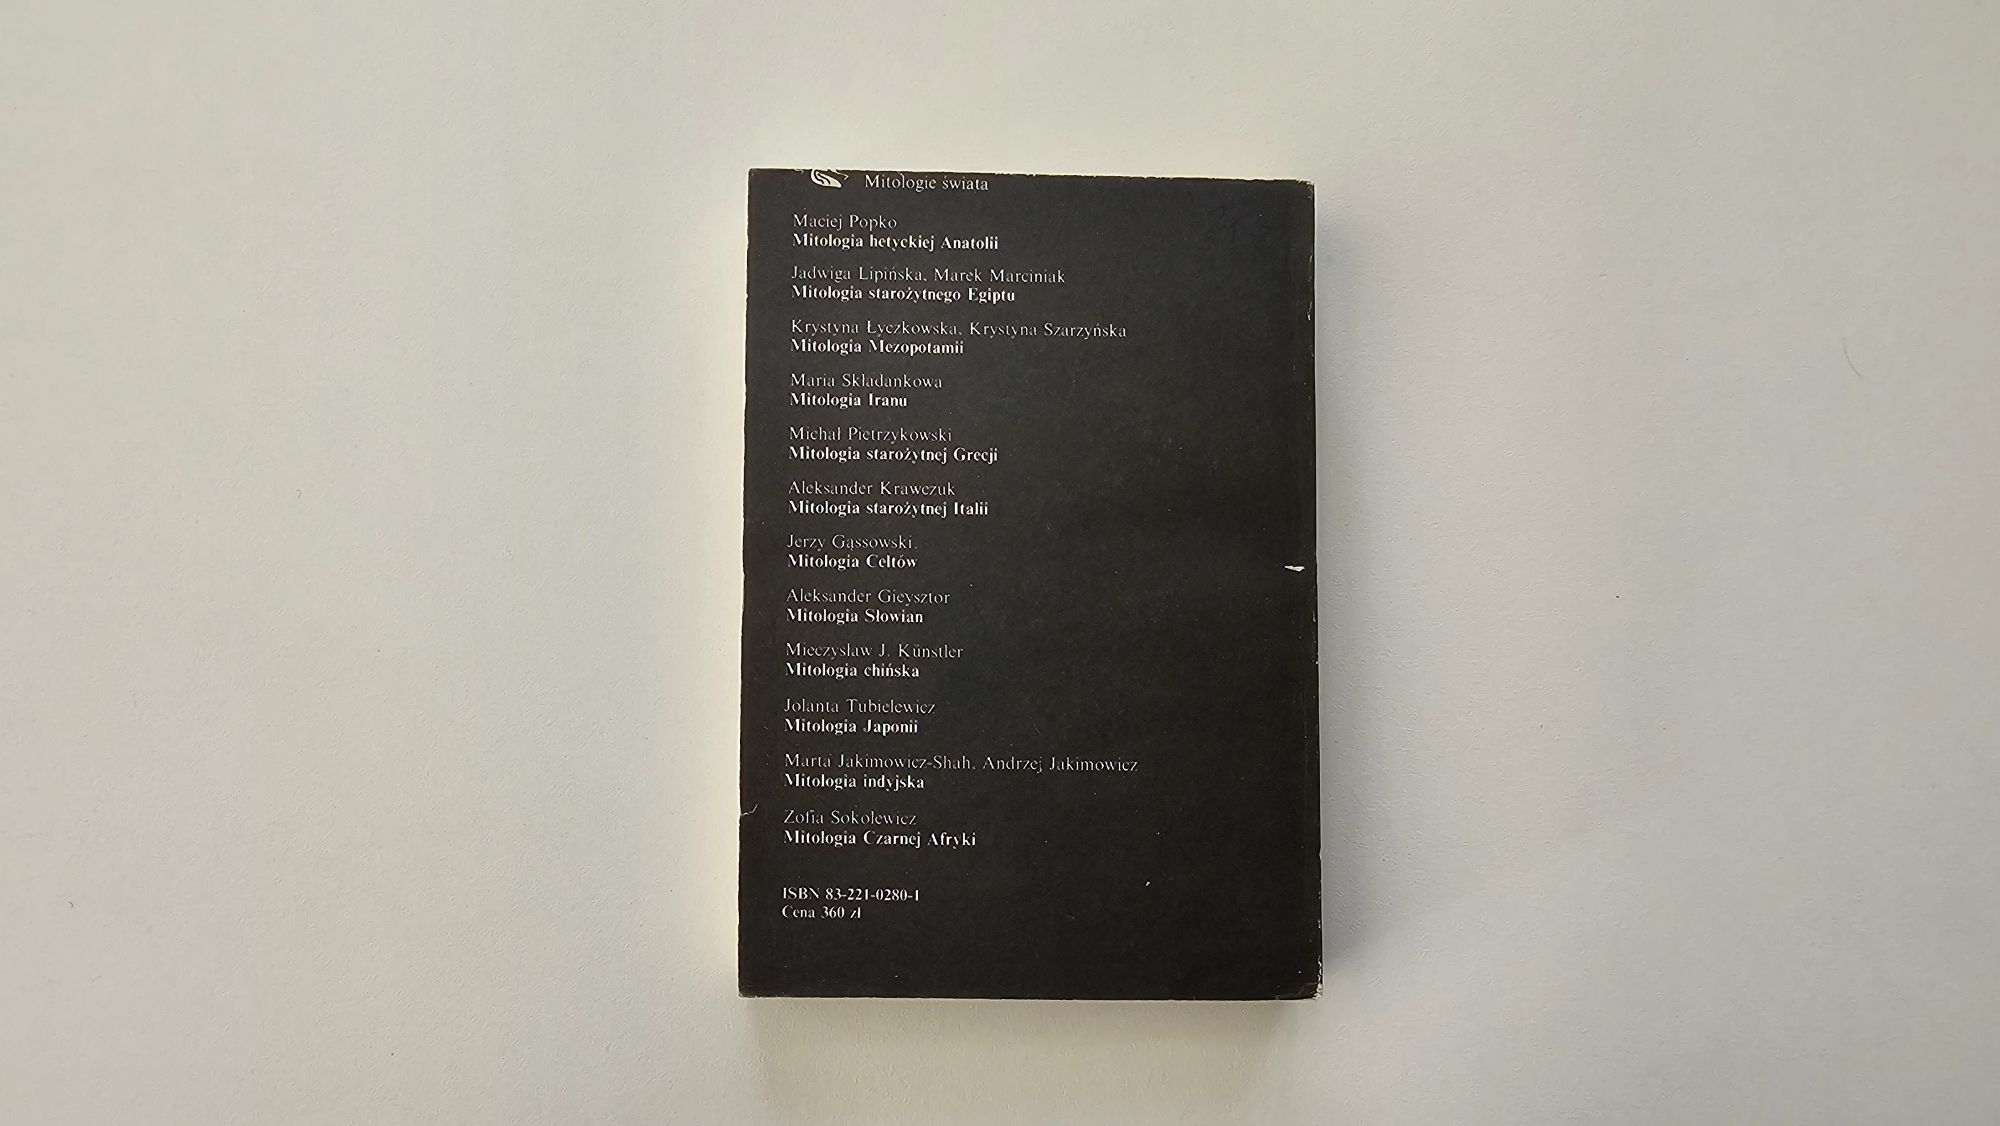 Mitologie świata
Maciej Popko
Mitologia hetyckiej Anatolii
Jadwiga Lipińska, Marek Marciniak
Mitologia starożytnego Egiptu
Krystyna Łyczkowska, Krystyna Szarzyńska
Mitologia Mezopotamii
Maria Składankowa
Mitologia Iranu
Michał Pietrzykowski
Mitologia starożytnej Grecji
Aleksander Krawczuk
Mitologia starożytnej Italii
Jerzy Gąssowski,
Mitologia Celtów
Aleksander Gieysztor
Mitologia Słowian
Mieczysław J. Künstler
Mitologia chińska
Jolanta Tubielewicz
Mitologia Japonii
Marta Jakimowicz-Shah, Andrzej Jakimowicz
Mitologia indyjska
Zofia Sokolewicz
Mitologia Czarnej Afryki
ISBN 83-221-0280-1
Cena 360 zł